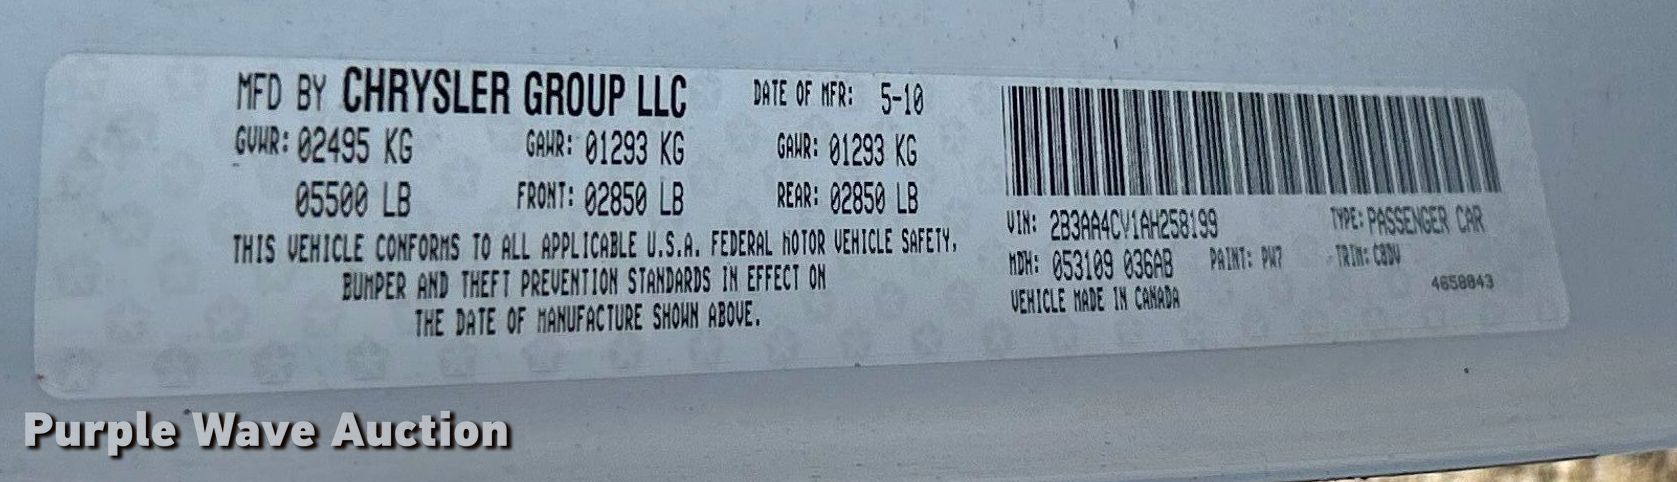 MFD BY CHRYSLER GROUP LLC DATE OF MFR: 5-10
GVWR: 02495 KG GAWR: 01293 KG GAWR: 01293 KG
05500 LB FRONT: 02850 LB REAR: 02850 LB
THIS VEHICLE CONFORMS TO ALL APPLICABLE U.S.A. FEDERAL MOTOR VEHICLE SAFETY,
BUMPER AND THEFT PREVENTION STANDARDS IN EFFECT ON
THE DATE OF MANUFACTURE SHOWN ABOVE.
VIN: 2B3AA4CV1AH258199 TYPE: PASSENGER CAR
MDH: 053109 036AB PAINT: PW7 TRIM: C8DV
VEHICLE MADE IN CANADA 4658843
Purple Wave Auction